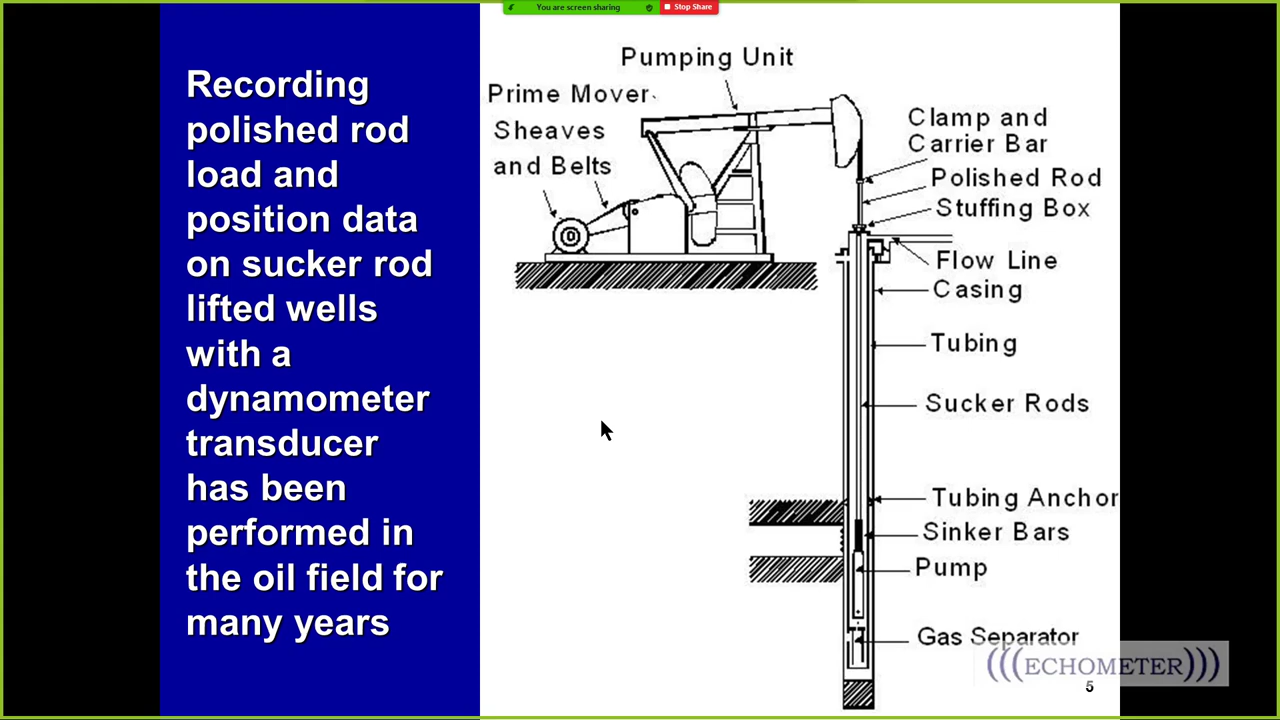 You are screen sharing
Stop Share
Recording
polished rod
load and
position data
on sucker rod
lifted wells
with a
dynamometer
transducer
has been
performed in
the oil field for
many years
Pumping Unit
Prime Mover
Sheaves
and Belts
Clamp and
Carrier Bar
Polished Rod
Stuffing Box
Flow Line
Casing
Tubing
Sucker Rods
Tubing Anchor
Sinker Bars
Pump
Gas Separator
(((ECHOMETER)))
5